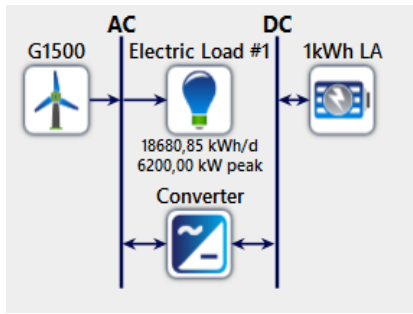 AC DC
G1500 Electric Load #1 1kWh LA
18680,85 kWh/d
6200,00 kW peak
Converter